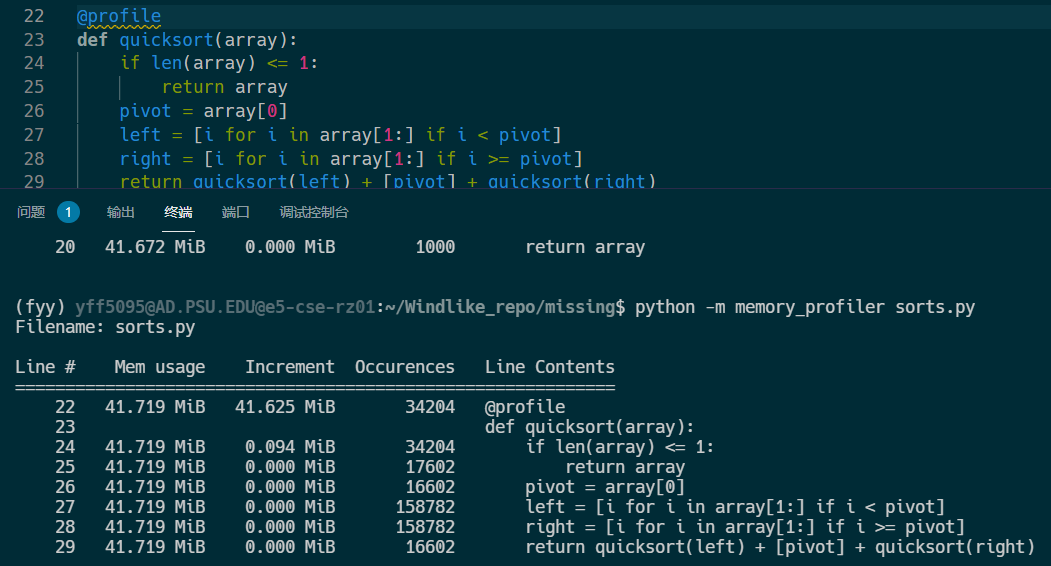 22 @profile
23 def quicksort(array):
24     if len(array) <= 1:
25         return array
26     pivot = array[0]
27     left = [i for i in array[1:] if i < pivot]
28     right = [i for i in array[1:] if i >= pivot]
29     return quicksort(left) + [pivot] + quicksort(right)
问题 1 输出 终端 端口 调试控制台
    20   41.672 MiB    0.000 MiB        1000       return array
(fyy) yff5095@AD.PSU.EDU@e5-cse-rz01:~/Windlike_repo/missing$ python -m memory_profiler sorts.py
Filename: sorts.py
Line #    Mem usage    Increment  Occurences   Line Contents
============================================================
    22   41.719 MiB   41.625 MiB       34204   @profile
    23                                         def quicksort(array):
    24   41.719 MiB    0.094 MiB       34204       if len(array) <= 1:
    25   41.719 MiB    0.000 MiB       17602           return array
    26   41.719 MiB    0.000 MiB       16602       pivot = array[0]
    27   41.719 MiB    0.000 MiB      158782       left = [i for i in array[1:] if i < pivot]
    28   41.719 MiB    0.000 MiB      158782       right = [i for i in array[1:] if i >= pivot]
    29   41.719 MiB    0.000 MiB       16602       return quicksort(left) + [pivot] + quicksort(right)